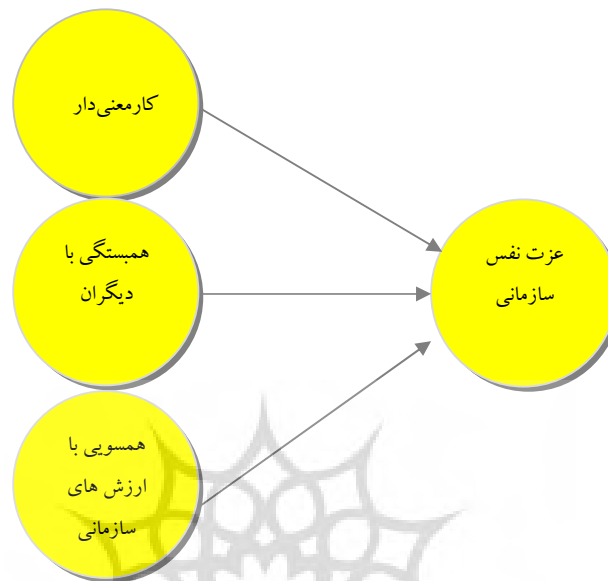 کارمعنی‌دار
همبستگی با
دیگران
عزت نفس
سازمانی
همسویی با
ارزش های
سازمانی